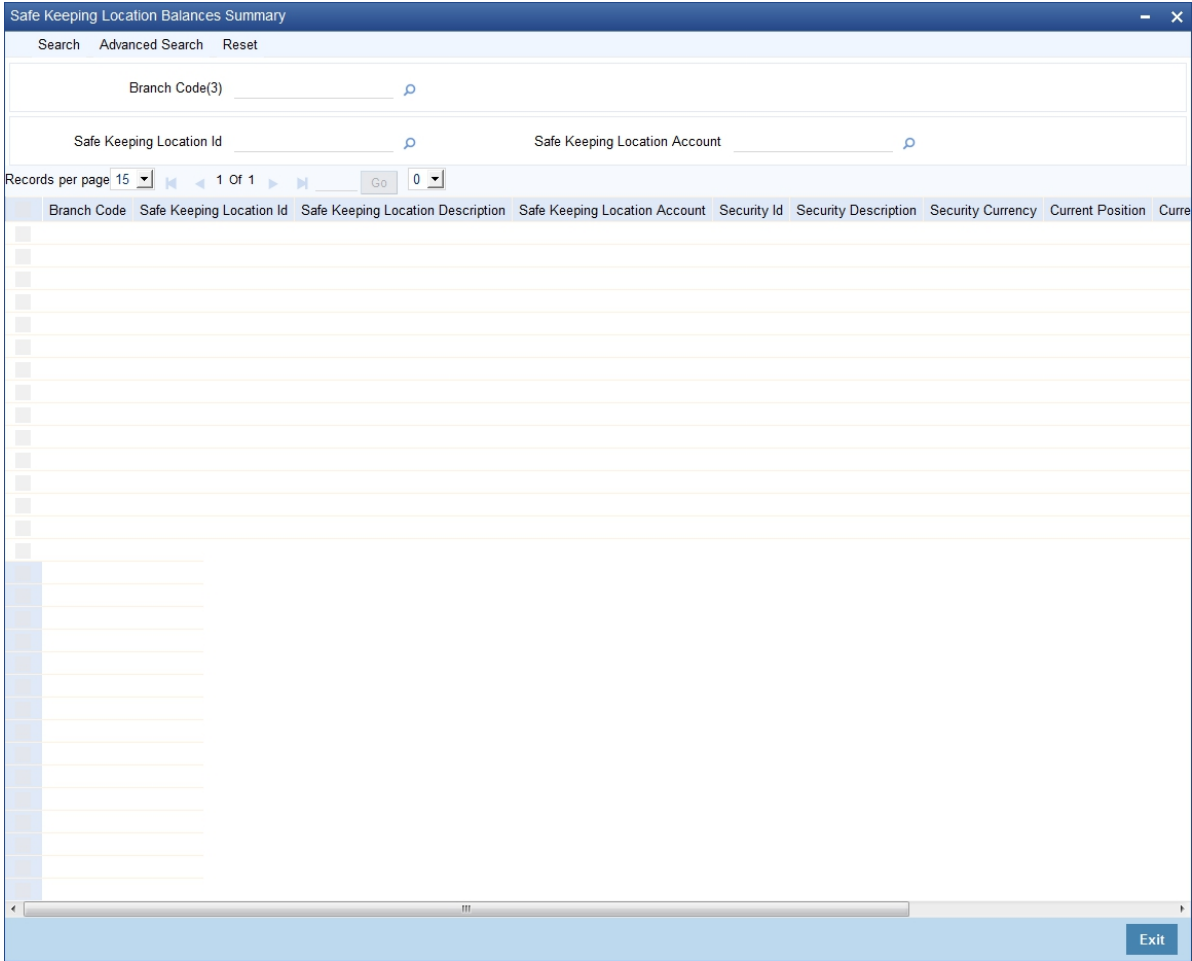 Safe Keeping Location Balances Summary
Search Advanced Search Reset
Branch Code(3)
Safe Keeping Location Id Safe Keeping Location Account
Records per page 15 1 Of 1 Go 0
Branch Code Safe Keeping Location Id Safe Keeping Location Description Safe Keeping Location Account Security Id Security Description Security Currency Current Position Curre
Exit